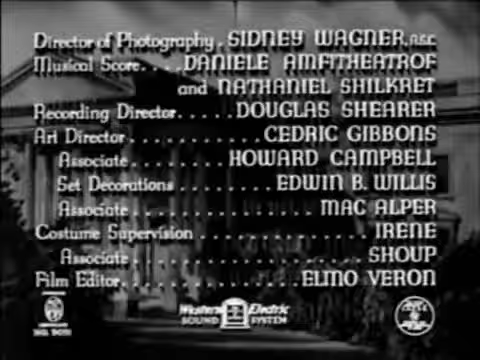 Director of Photography . SIDNEY WAGNER, A.S.C.
Musical Score . . . . DANIELE AMFITHEATROF
and NATHANIEL SHILKRET
Recording Director . . . . . DOUGLAS SHEARER
Art Director . . . . . . . . . . . . CEDRIC GIBBONS
Associate . . . . . . . . . HOWARD CAMPBELL
Set Decorations . . . . . . . . EDWIN B. WILLIS
Associate . . . . . . . . . . . . . . . MAC ALPER
Costume Supervision . . . . . . . . . . . . IRENE
Associate . . . . . . . . . . . . . . . . . . . SHOUP
Film Editor . . . . . . . . . . . . . . ELMO VERON
Western Electric
SOUND SYSTEM